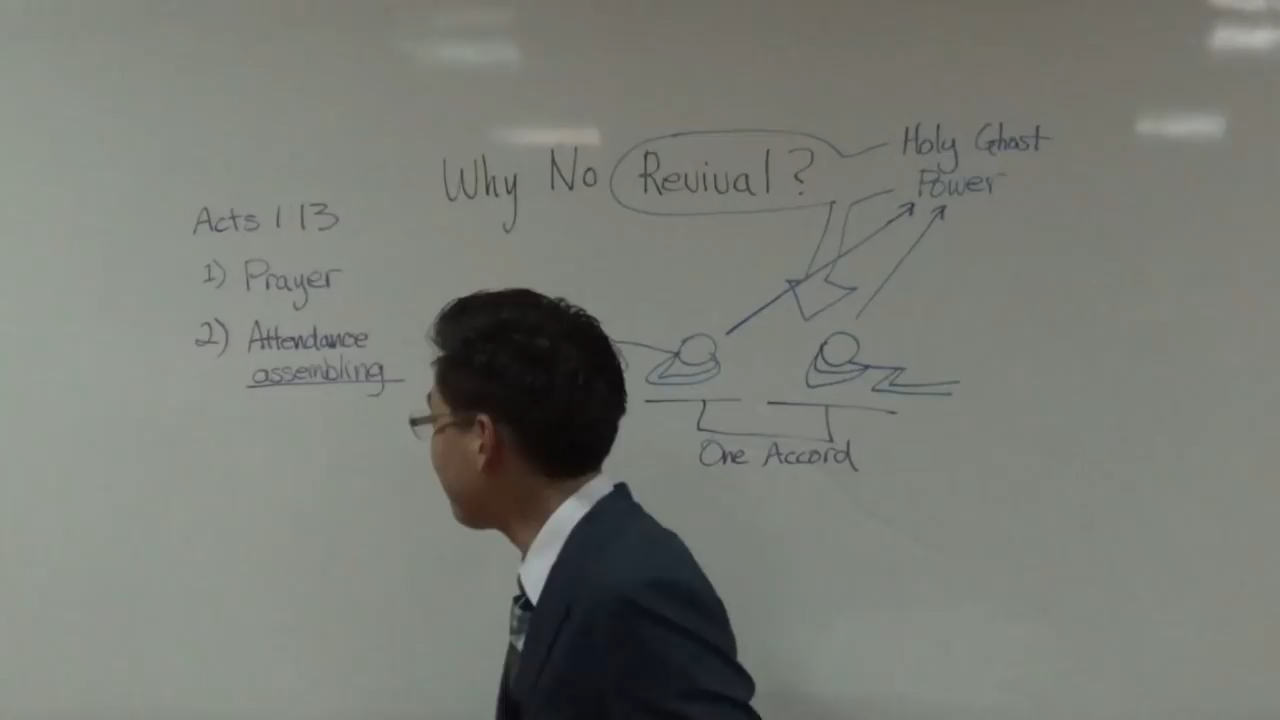 Why No Revival?
Holy Ghost
Power
Acts 1 13
1) Prayer
2) Attendance
assembling
One Accord